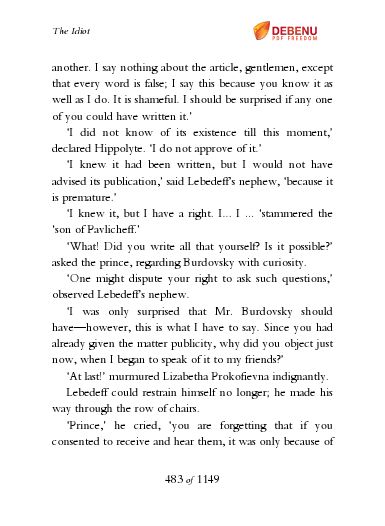 The Idiot
DEBENU
PDF FREEDOM
another. I say nothing about the article, gentlemen, except
that every word is false; I say this because you know it as
well as I do. It is shameful. I should be surprised if any one
of you could have written it.’
‘I did not know of its existence till this moment,’
declared Hippolyte. ‘I do not approve of it.’
‘I knew it had been written, but I would not have
advised its publication,’ said Lebedeff’s nephew, ‘because it
is premature.’
‘I knew it, but I have a right. I... I ... ‘stammered the
‘son of Pavlicheff.’
‘What! Did you write all that yourself? Is it possible?’
asked the prince, regarding Burdovsky with curiosity.
‘One might dispute your right to ask such questions,’
observed Lebedeff’s nephew.
‘I was only surprised that Mr. Burdovsky should
have—however, this is what I have to say. Since you had
already given the matter publicity, why did you object just
now, when I began to speak of it to my friends?’
‘At last!’ murmured Lizabetha Prokofievna indignantly.
Lebedeff could restrain himself no longer; he made his
way through the row of chairs.
‘Prince,’ he cried, ‘you are forgetting that if you
consented to receive and hear them, it was only because of
483 of 1149